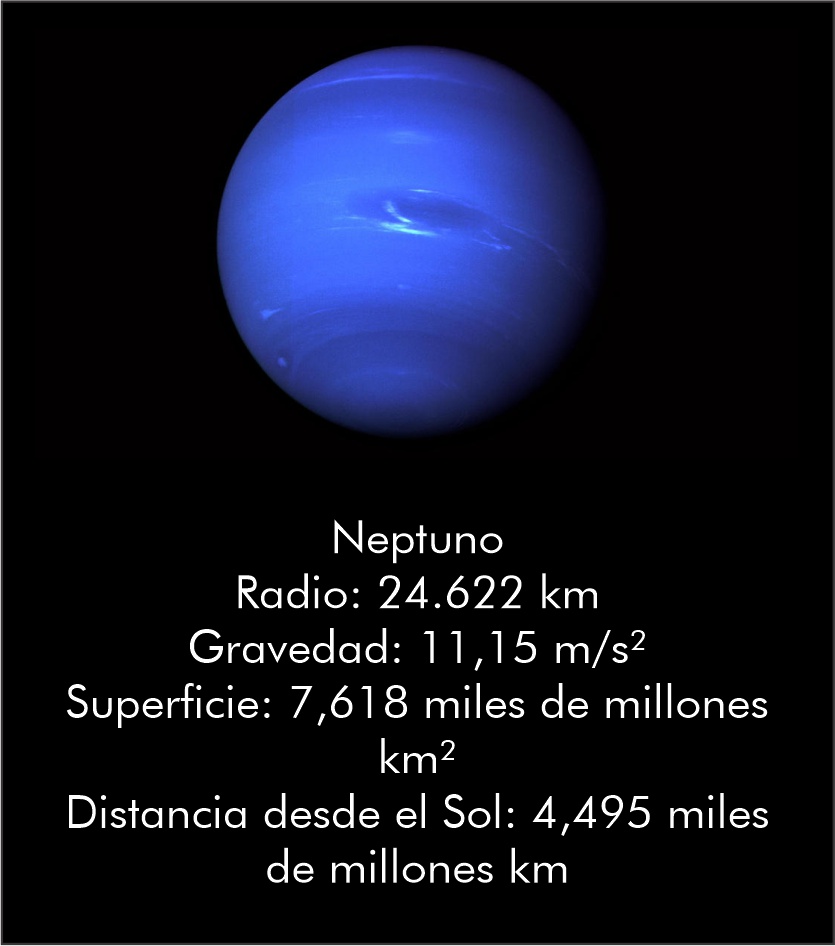 Neptuno
Radio: 24.622 km
Gravedad: 11,15 m/s²
Superficie: 7,618 miles de millones
km²
Distancia desde el Sol: 4,495 miles
de millones km